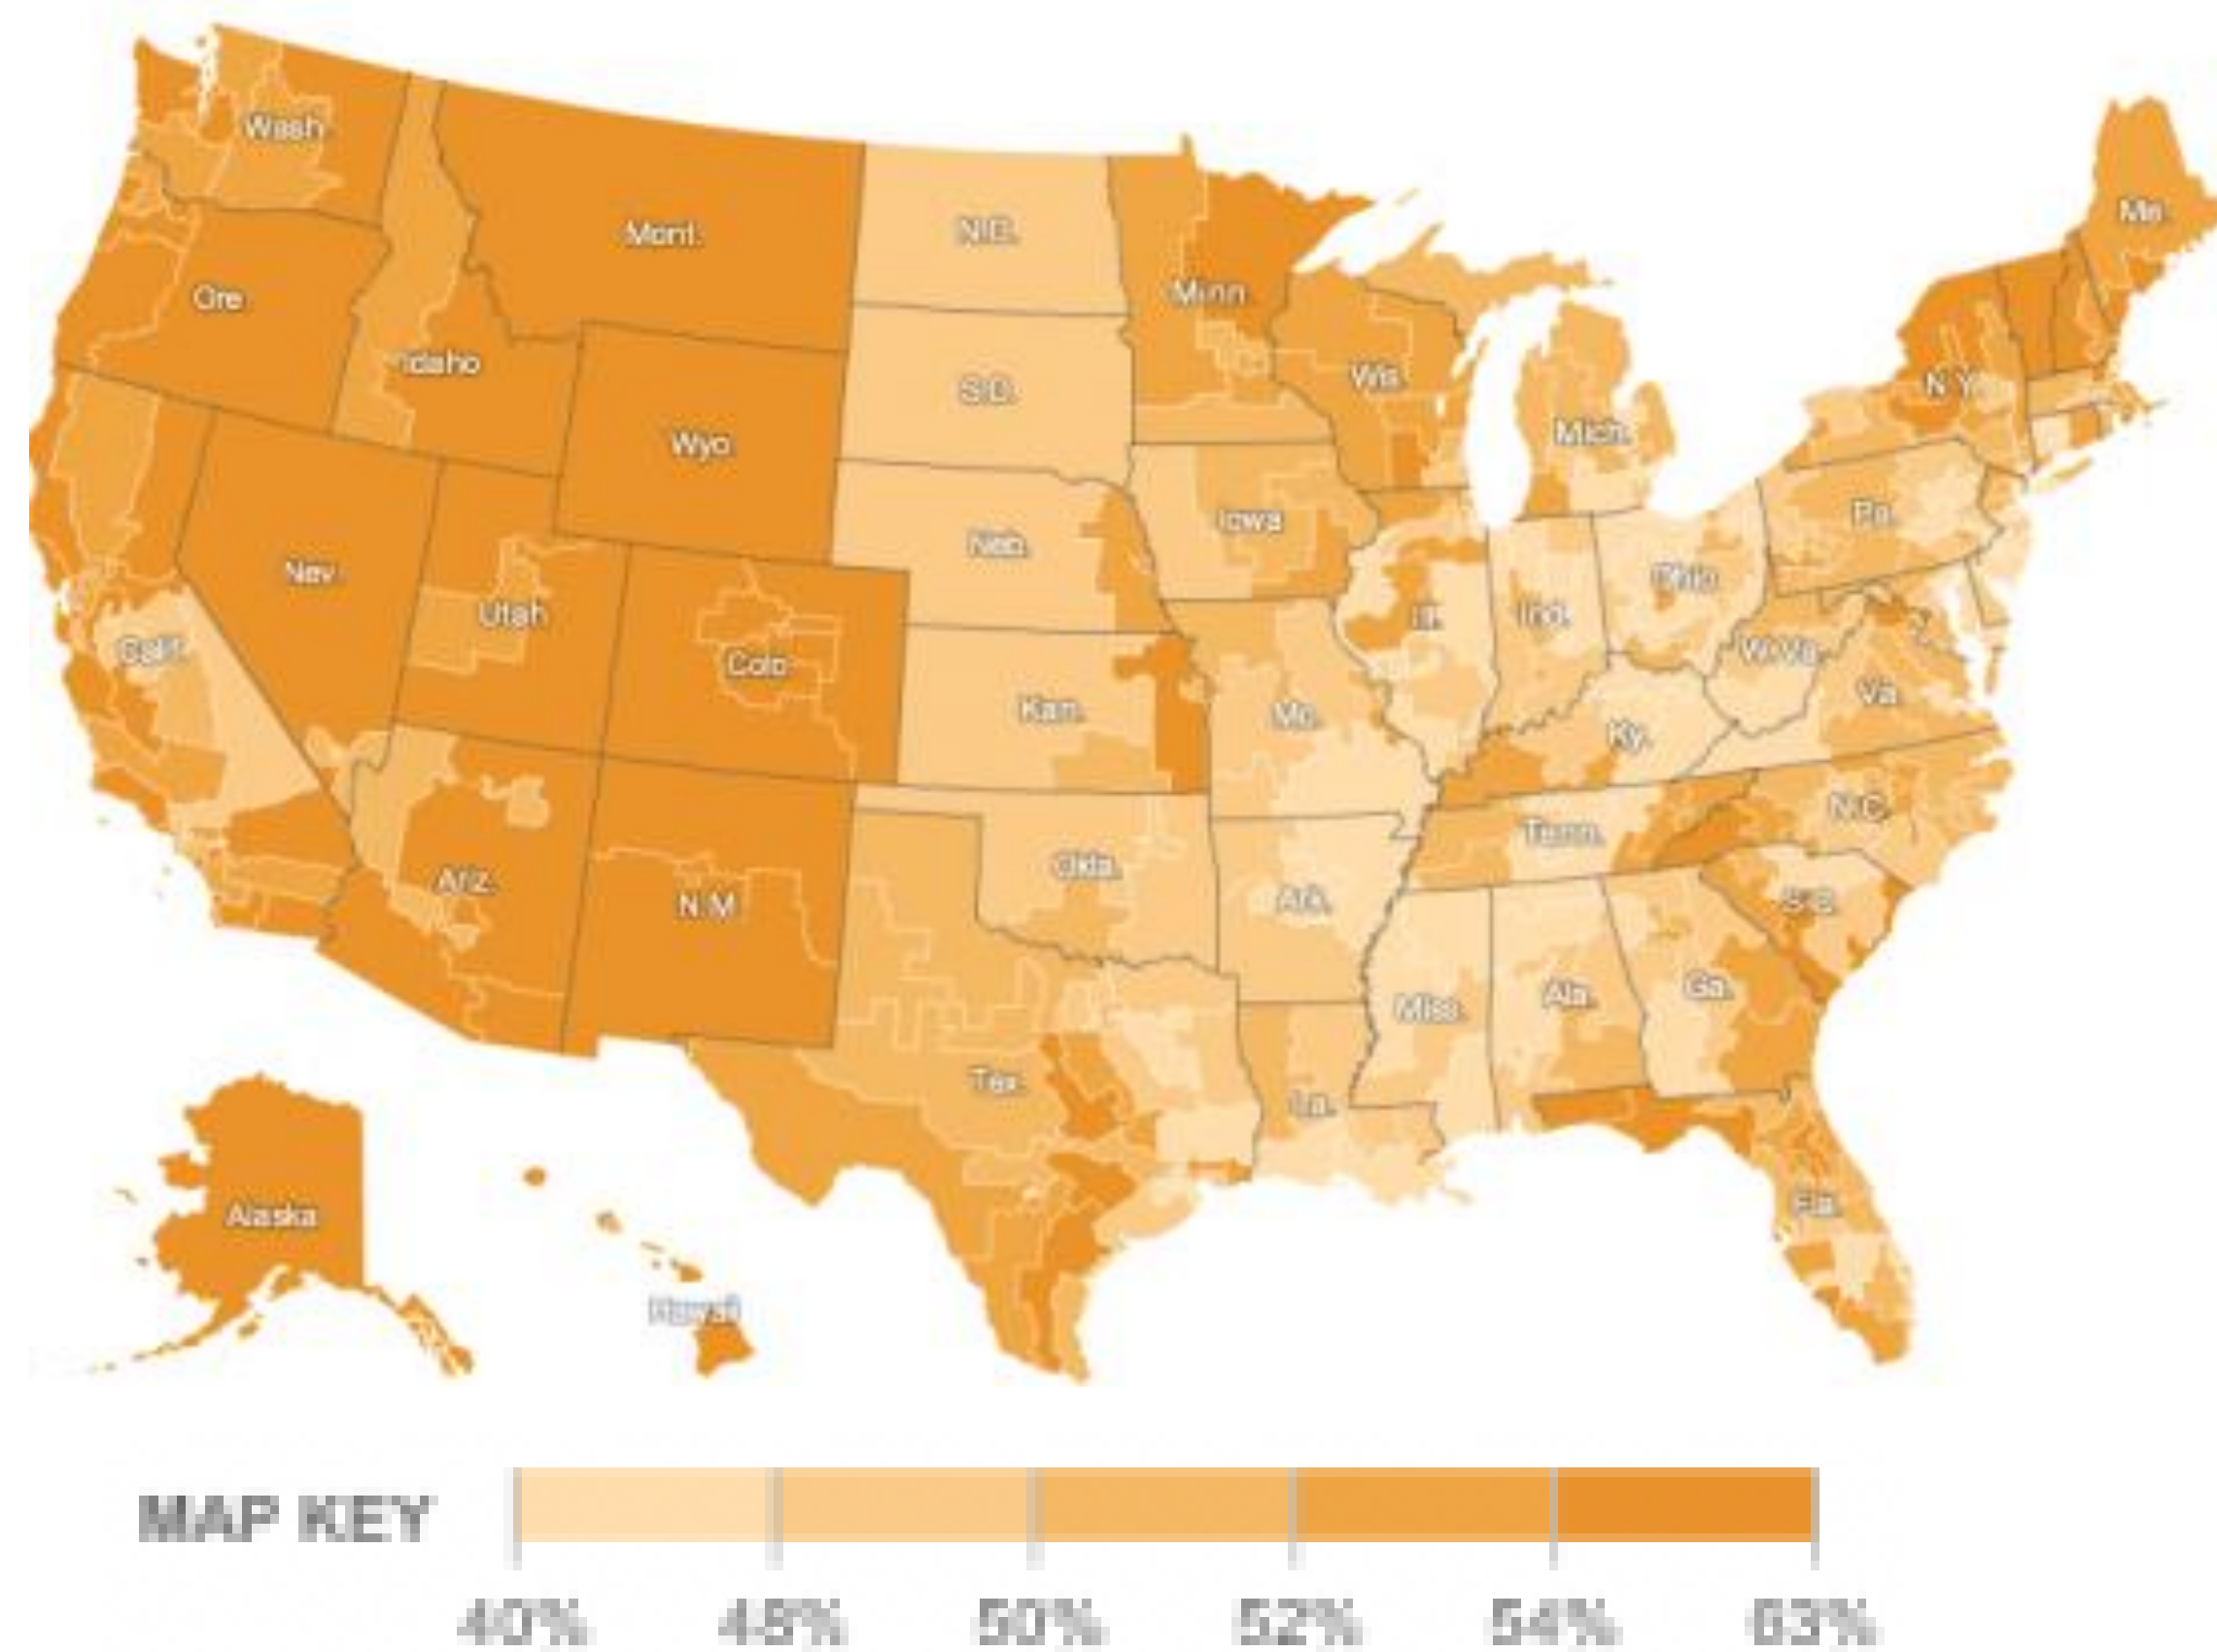 Wash.
Mont.
N.D.
Minn.
Me.
Ore.
Idaho
S.D.
Wis.
N.Y.
Mich.
Wyo.
Iowa
Pa.
Neb.
Nev.
Utah
Ill.
Ind.
Ohio
Calif.
Colo.
Kan.
Mo.
W.Va.
Va.
Ky.
N.C.
Tenn.
Okla.
Ariz.
N.M.
Ark.
S.C.
Miss.
Ala.
Ga.
Tex.
La.
Fla.
Alaska
Hawaii
MAP KEY
40% 48% 50% 52% 54% 63%